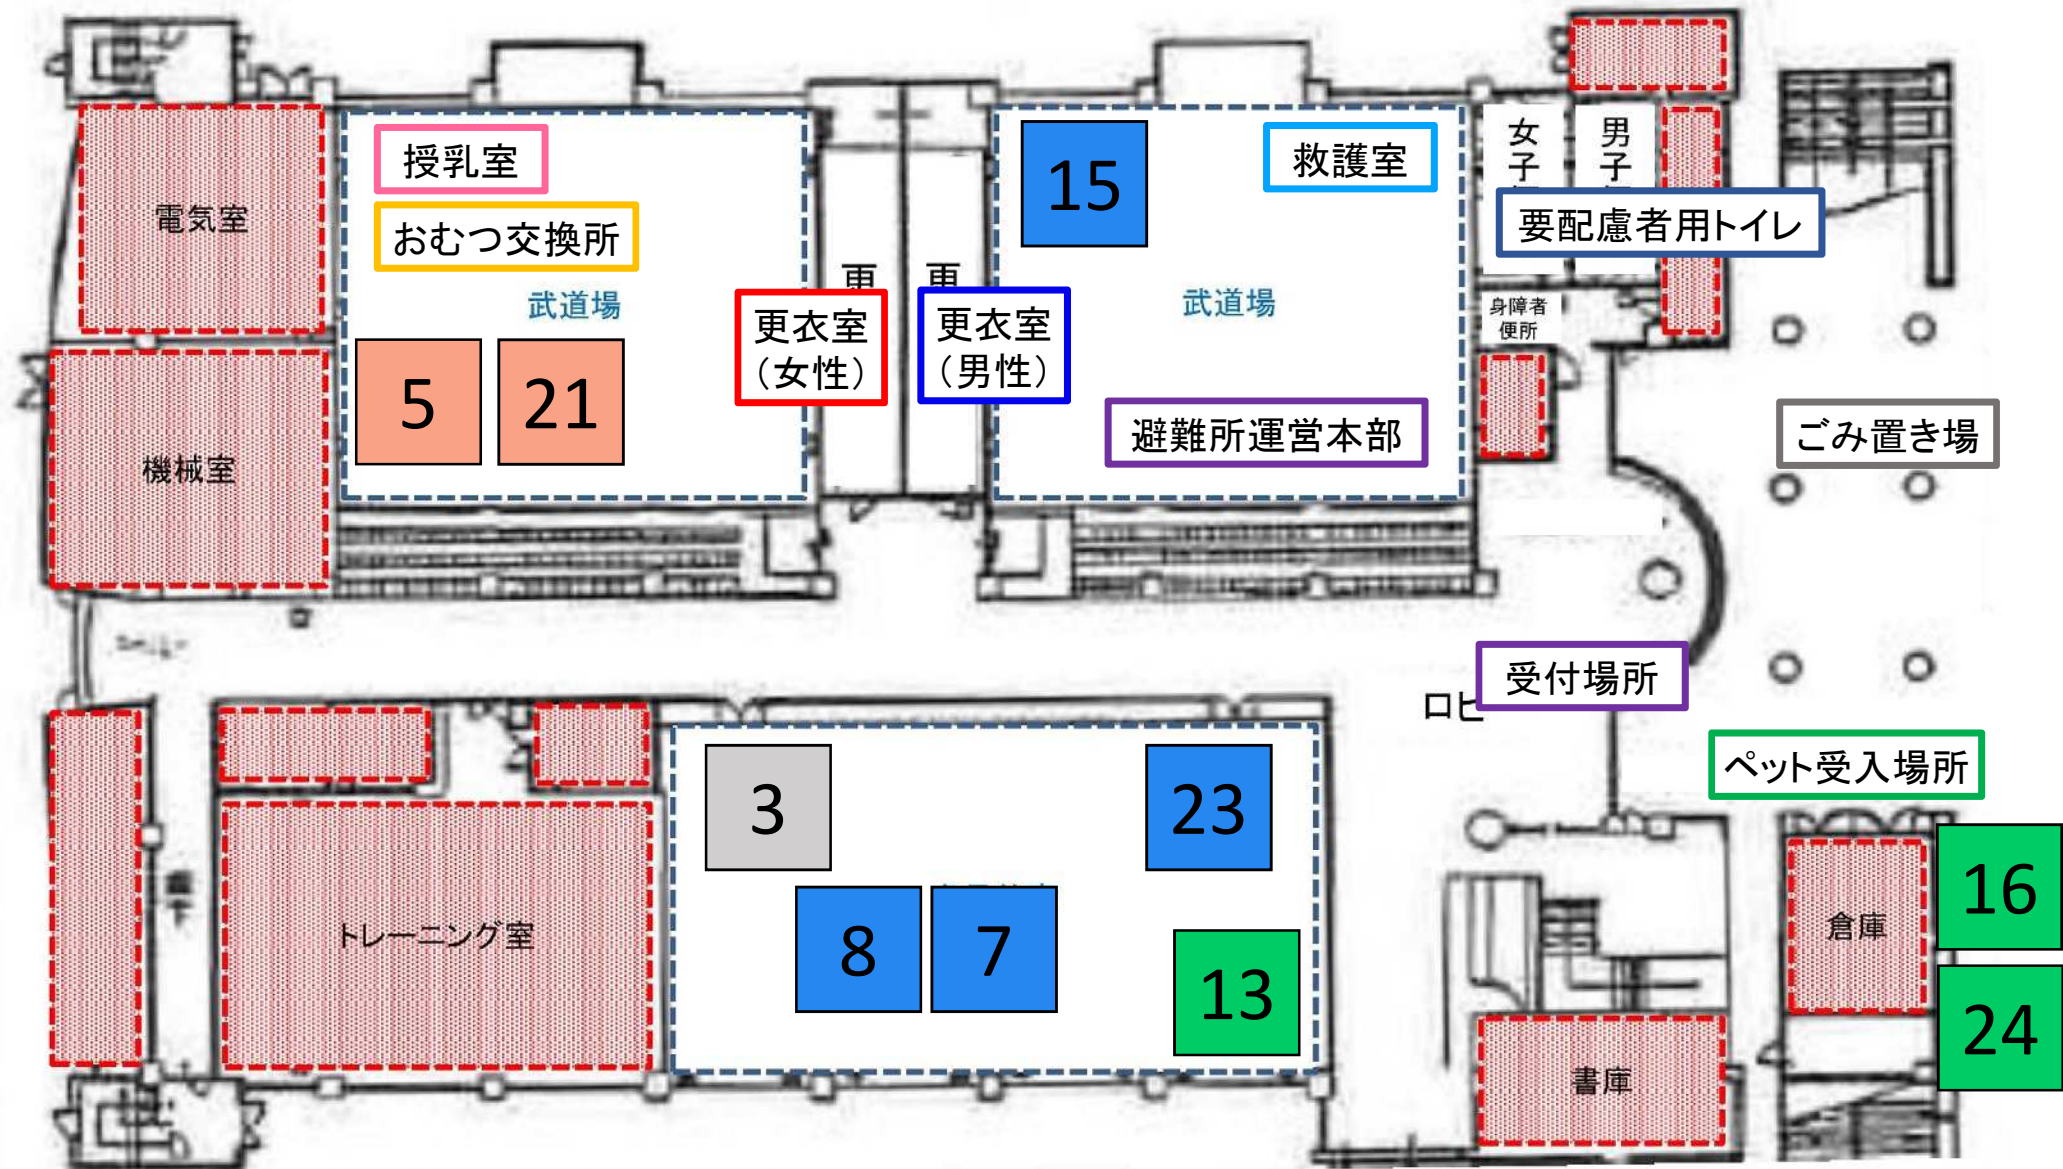 授乳室
おむつ交換所
電気室
武道場
5
21
機械室
更
更
更衣室
（女性）
更衣室
（男性）
15
救護室
武道場
避難所運営本部
女子
男子
要配慮者用トイレ
身障者
便所
ごみ置き場
受付場所
ロビ
ペット受入場所
3
23
8
7
13
トレーニング室
倉庫
16
24
書庫